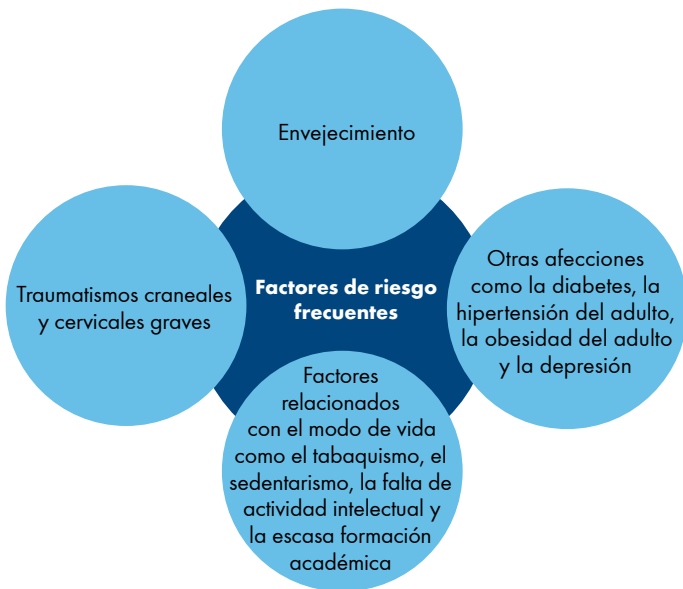 Envejecimiento
Traumatismos craneales
y cervicales graves
Factores de riesgo
frecuentes
Otras afecciones
como la diabetes, la
hipertensión del adulto,
la obesidad del adulto
y la depresión
Factores
relacionados
con el modo de vida
como el tabaquismo, el
sedentarismo, la falta de
actividad intelectual y
la escasa formación
académica